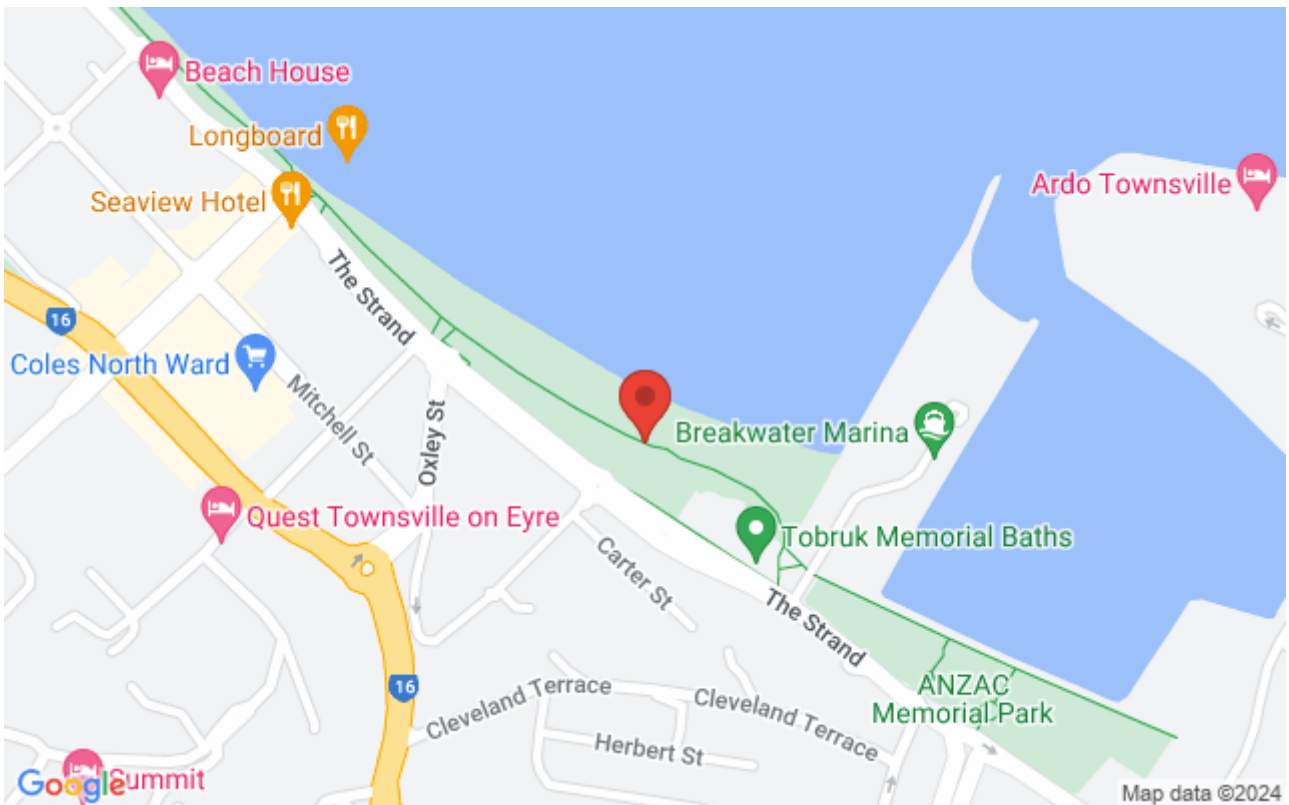 Beach House
Longboard
Seaview Hotel
Ardo Townsville
The Strand
16
Coles North Ward
Mitchell St
Oxley St
Breakwater Marina
Quest Townsville on Eyre
Tobruk Memorial Baths
Carter St
The Strand
16
Cleveland Terrace
Cleveland Terrace
ANZAC
Memorial Park
Herbert St
Summit
Google
Map data ©2024